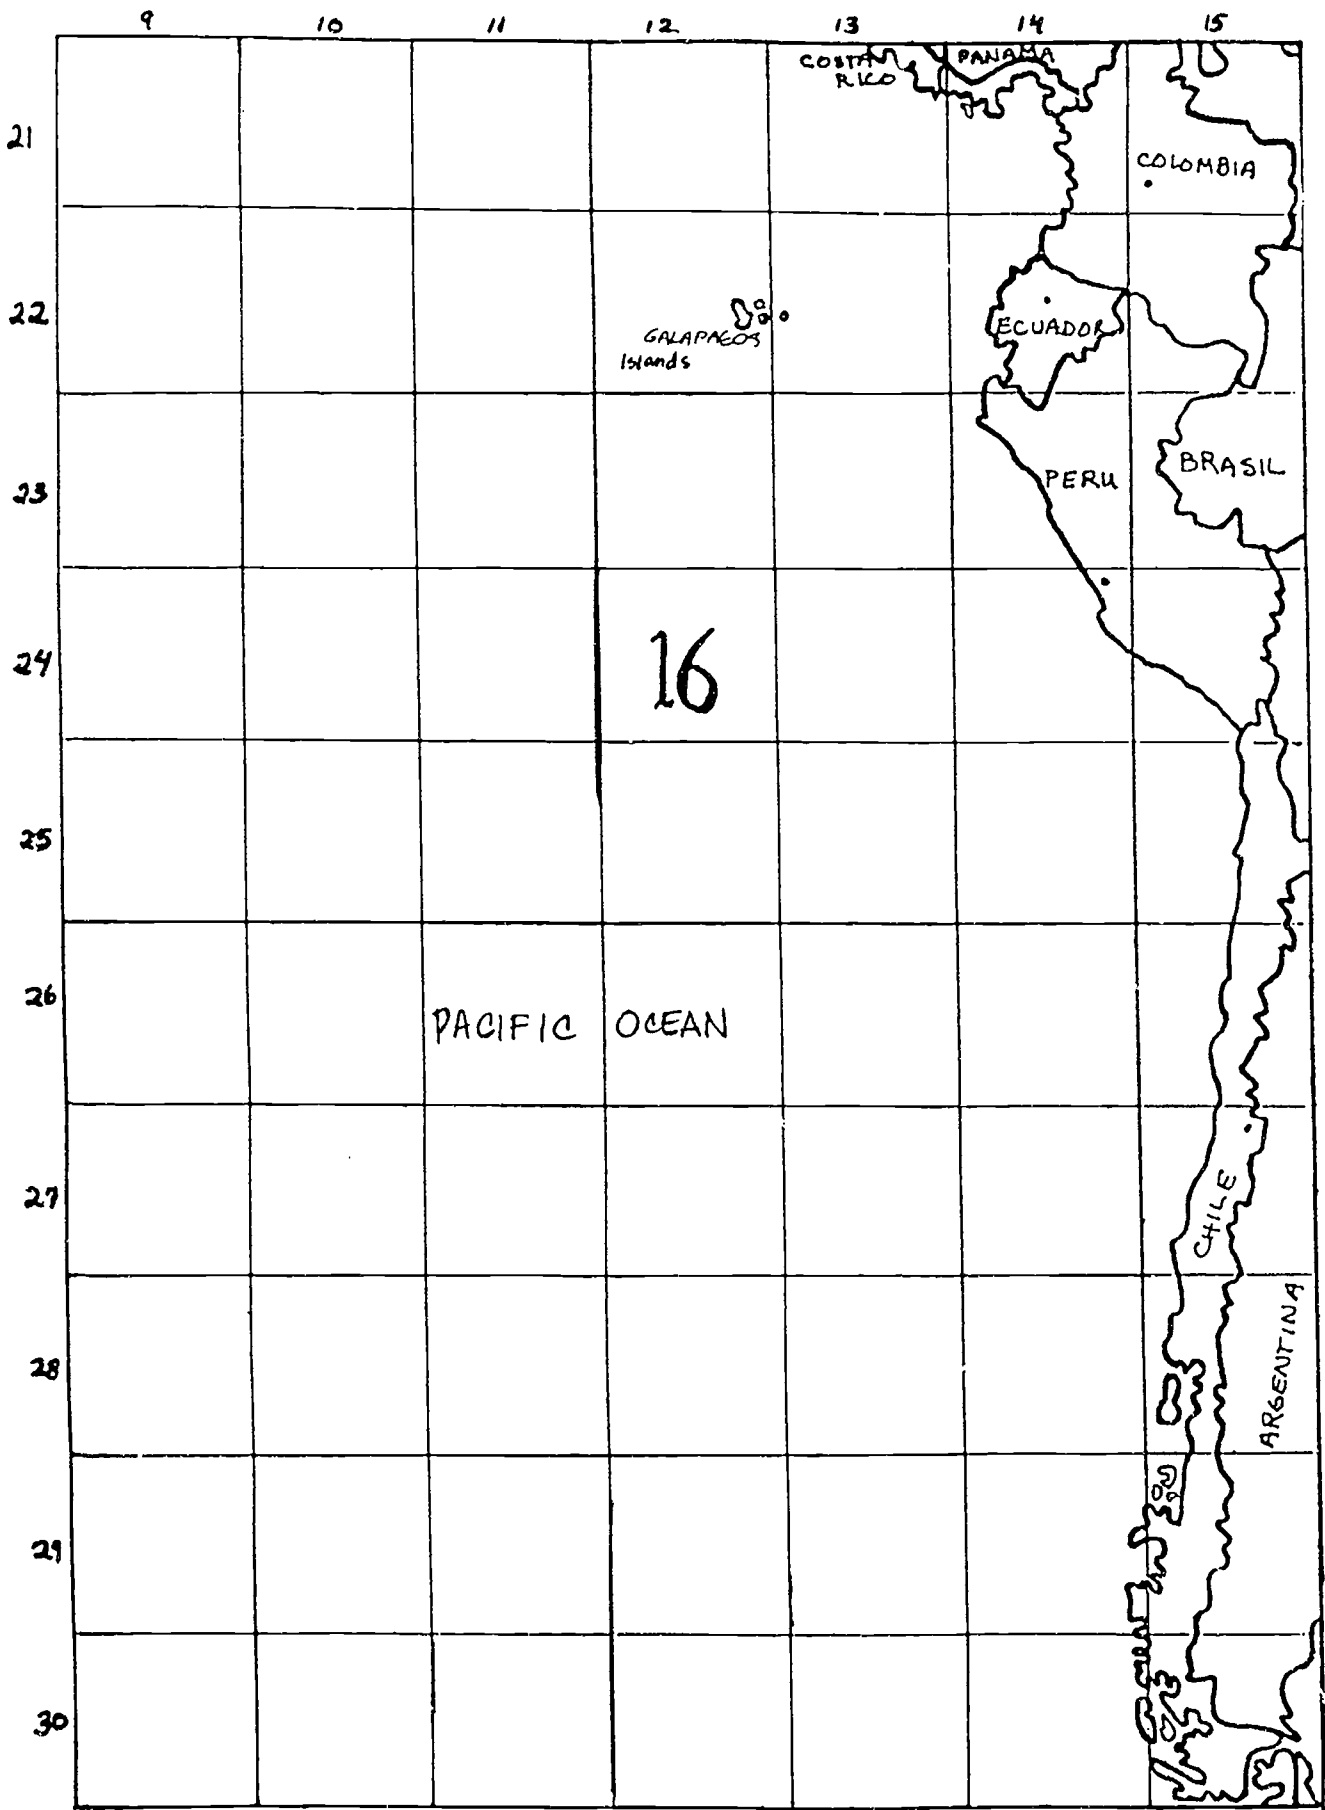 9 10 11 12 13 14 15
COSTA RICO
PANAMA
21
COLOMBIA
22
GALAPAGOS
Islands
ECUADOR
23
PERU
BRASIL
24
16
25
26
PACIFIC OCEAN
27
CHILE
28
ARGENTINA
29
30